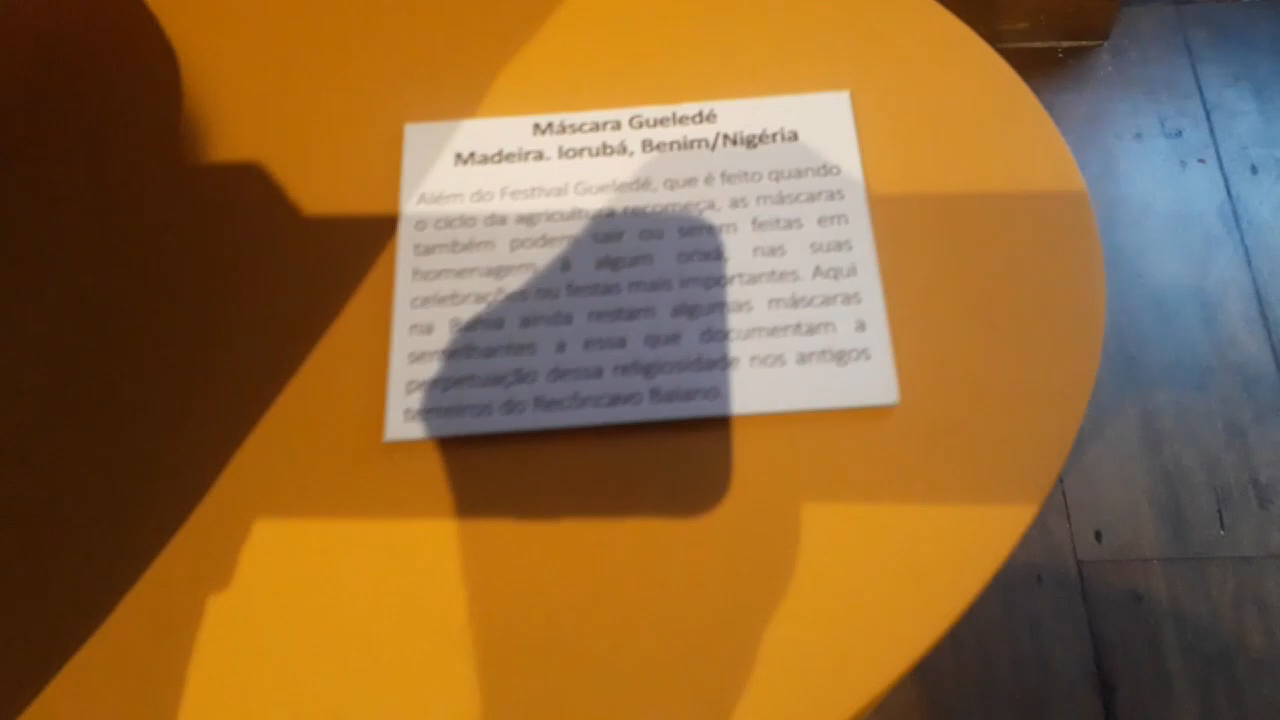 Máscara Gueledé
Madeira. Iorubá, Benim/Nigéria
Além do Festival Gueledé, que é feito quando
o ciclo da agricultura recomeça, as máscaras
também podem sair ou serem feitas em
homenagem a algum orixá, nas suas
celebrações ou festas mais importantes. Aqui
na Bahia ainda restam algumas máscaras
semelhantes a essa que documentam a
perpetuação dessa religiosidade nos antigos
terreiros do Recôncavo Baiano